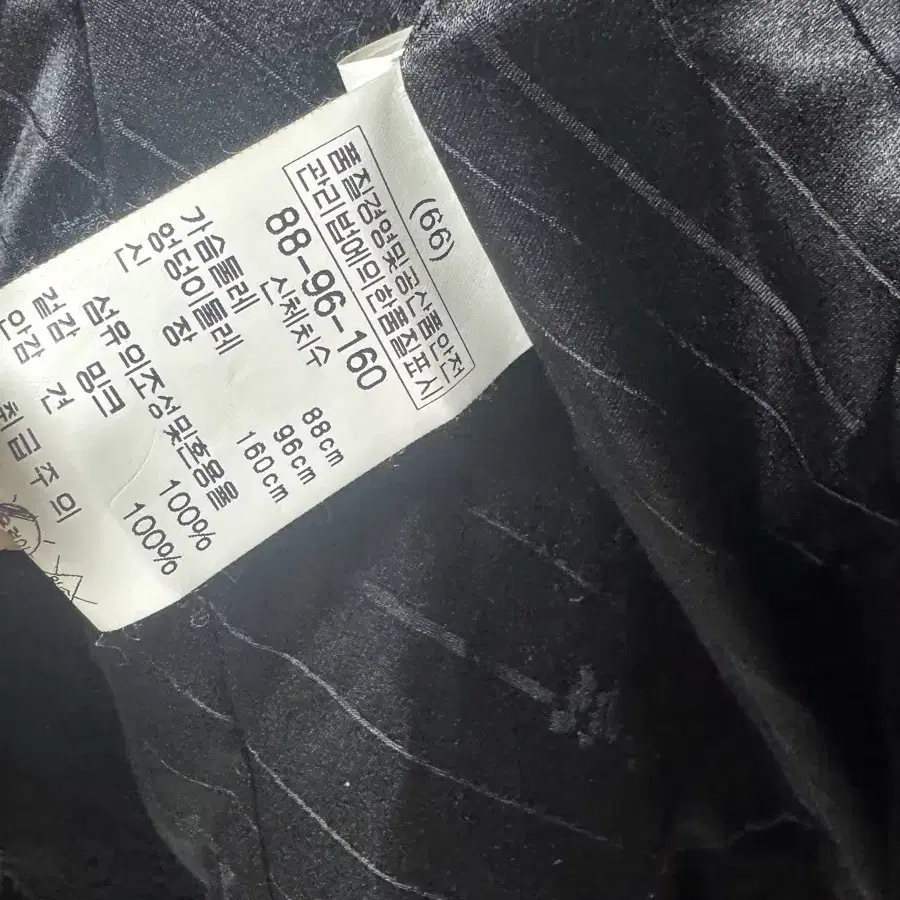 (66)
품질경영및공산품안전
관리법에의한품질표시
88-96-160
신체치수
가슴둘레 88cm
엉덩이둘레 96cm
신 장 160cm
섬유의조성및혼용율
겉감 밍크 100%
안감 견 100%
취급주의